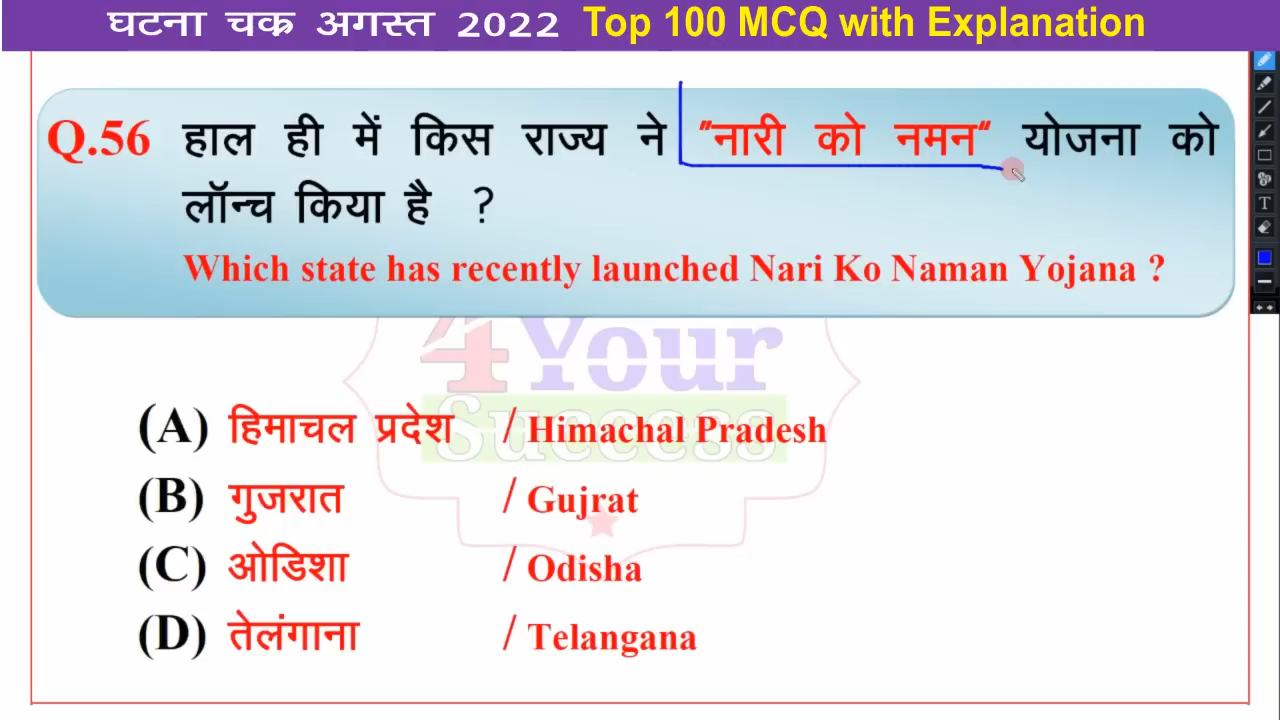 घटना चक्र अगस्त 2022 Top 100 MCQ with Explanation
Q.56 हाल ही में किस राज्य ने "नारी को नमन" योजना को
लॉन्च किया है ?
Which state has recently launched Nari Ko Naman Yojana ?
4Your
Success
(A) हिमाचल प्रदेश / Himachal Pradesh
(B) गुजरात / Gujrat
(C) ओडिशा / Odisha
(D) तेलंगाना / Telangana